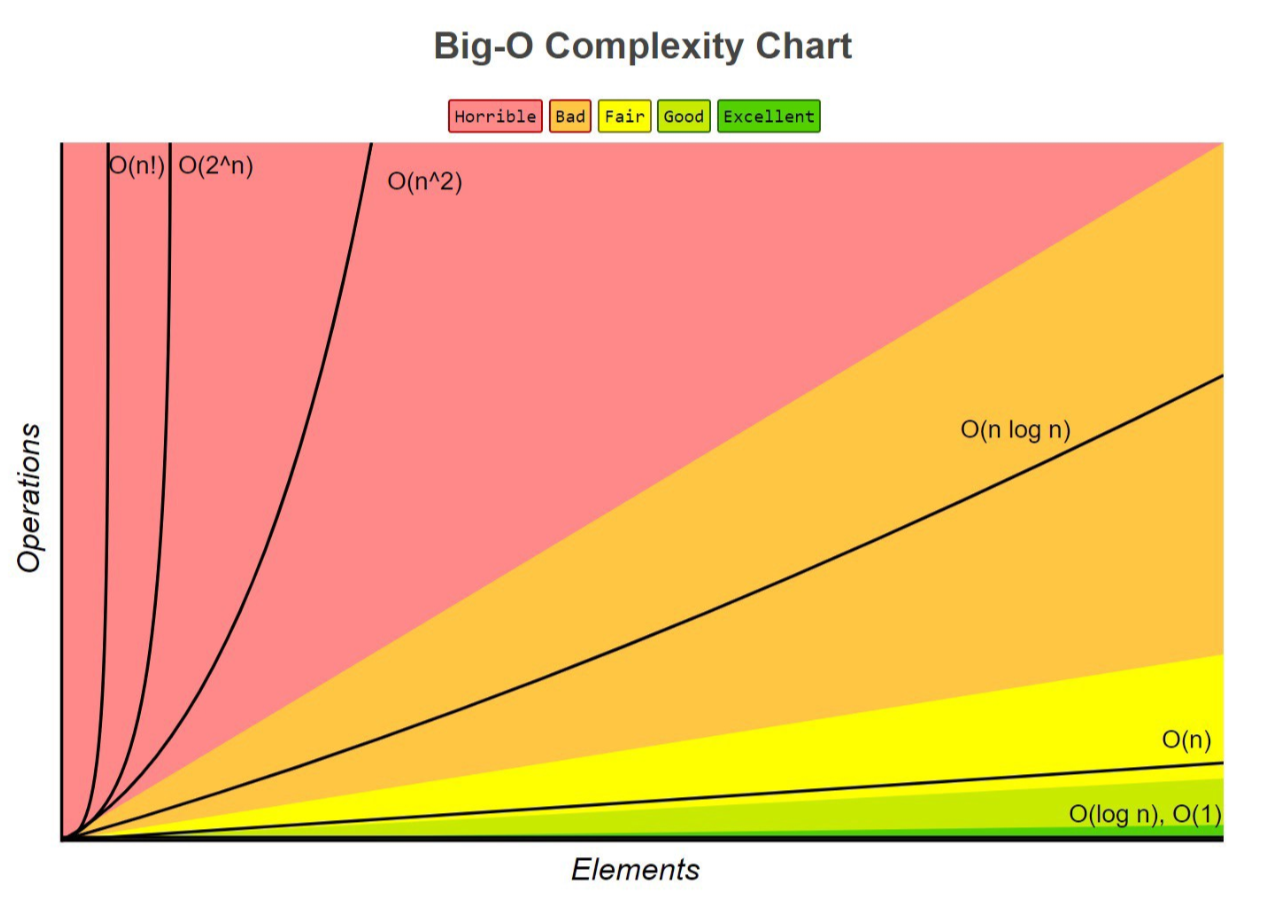 Big-O Complexity Chart
Horrible Bad Fair Good Excellent
O(n!) O(2^n)
O(n^2)
O(n log n)
Operations
O(n)
O(log n), O(1)
Elements